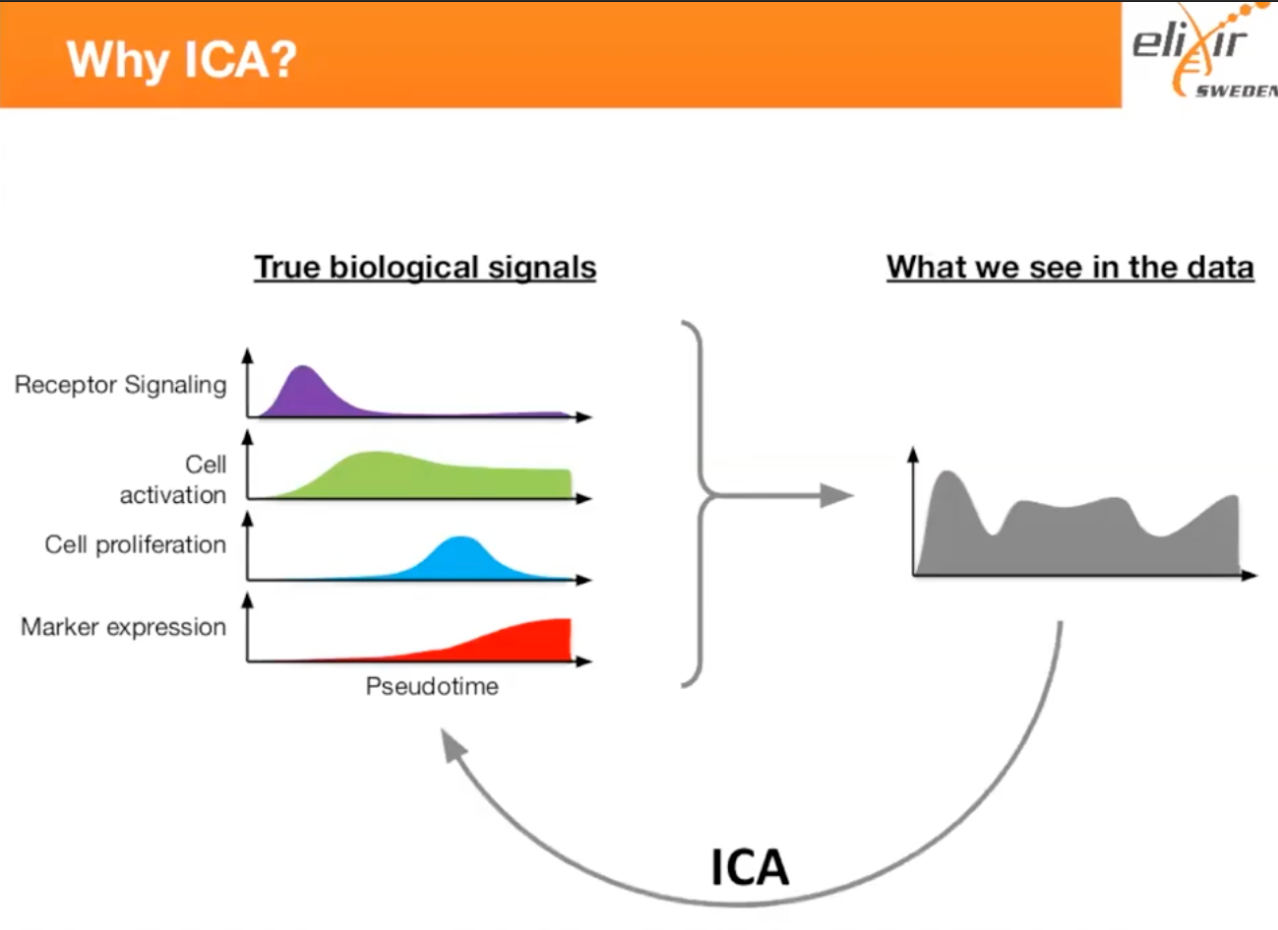 Why ICA?
elixir
SWEDEN
True biological signals
What we see in the data
Receptor Signaling
Cell
activation
Cell proliferation
Marker expression
Pseudotime
ICA